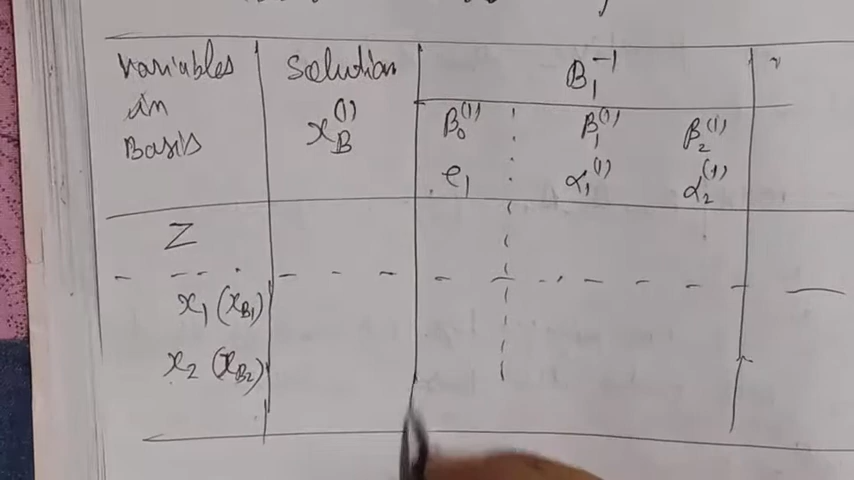 Variables in Basis
Solution x_B^(1)
B_1^-1
β_0^(1) β_1^(1) β_2^(1)
e_1 α_1^(1) α_2^(1)
Z
x_1 (x_B1)
x_2 (x_B2)